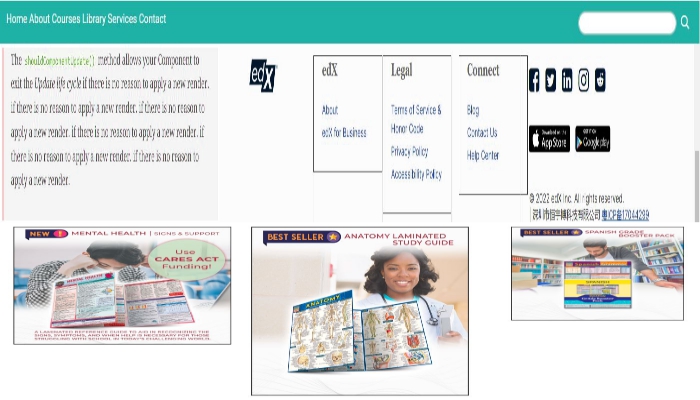 Home About Courses Library Services Contact
The shouldComponentUpdate() method allows your Component to
exit the Update life cycle if there is no reason to apply a new render.
if there is no reason to apply a new render. if there is no reason to
apply a new render. if there is no reason to apply a new render. if
there is no reason to apply a new render. if there is no reason to
apply a new render.
edX
edX
About
edX for Business
Legal
Terms of Service &
Honor Code
Privacy Policy
Accessibility Policy
Connect
Blog
Contact Us
Help Center
Download on the
App Store
GET IT ON
Google play
© 2022 edX Inc. All rights reserved.
深圳市恒宇博科技有限公司 粤ICP备17044299
NEW ! MENTAL HEALTH | SIGNS & SUPPORT
Use
CARES ACT
Funding!
MENTAL HEALTH
A LAMINATED REFERENCE GUIDE TO AID IN RECOGNIZING THE
SIGNS, SYMPTOMS, AND WHEN HELP IS NECESSARY FOR THOSE
STRUGGLING WITH SCHOOL IN TODAY'S CHALLENGING WORLD.
BEST SELLER ANATOMY LAMINATED
STUDY GUIDE
ANATOMY
BEST SELLER SPANISH GRADE
BOOSTER PACK